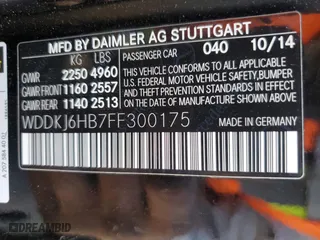 MFD BY DAIMLER AG STUTTGART
KG LBS PASSENGER CAR 040 10/14
GVWR 2250 4960 THIS VEHICLE CONFORMS TO ALL APPLICABLE
GAWR FRONT 1160 2557 U.S. FEDERAL MOTOR VEHICLE SAFETY BUMPER,
GAWR REAR 1140 2513 AND THEFT PREVENTION STANDARDS IN EFFECT
ON THE DATE OF MANUFACTURE SHOWN ABOVE.
WDDKJ6HB7FF300175 MADE IN GERMANY
DREAMBID